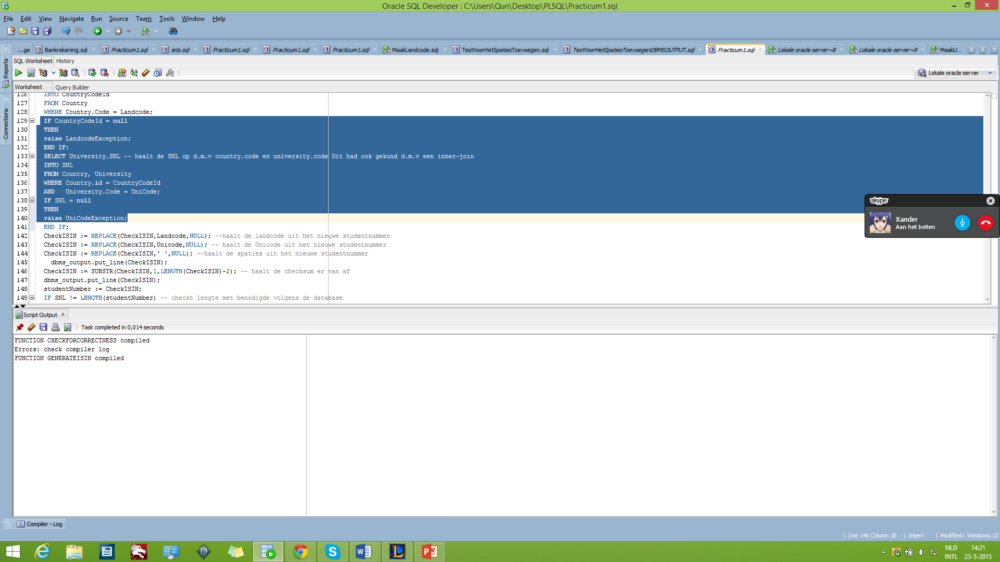 Oracle SQL Developer : C:\Users\Qun\Desktop\PLSQL\Practicum1.sql
File Edit View Navigate Run Source Team Tools Window Help
...ge Bankrekening.sql Practicum1.sql iets.sql Practicum1.sql Practicum1.sql Practicum1.sql MaakLandcode.sql TestVoorHetSpatiesToevoegen.sql TestVoorHetSpatiesToevoegenDBMSOUTPUT.sql Practicum1.sql Lokale oracle server~8 Lokale oracle server~9 MaakU...
Reports
Connections
SQL Worksheet History
Lokale oracle server
Worksheet Query Builder
126 INTO CountryCodeId
127 FROM Country
128 WHERE Country.Code = Landcode;
129 IF CountryCodeId = null
130 THEN
131 raise LandcodeException;
132 END IF;
133 SELECT University.SNL -- haalt de SNL op d.m.v country.code en university.code Dit had ook gekund d.m.v een inner-join
134 INTO SNL
135 FROM Country, University
136 WHERE Country.id = CountryCodeId
137 AND   University.Code = UniCode;
138 IF SNL = null
139 THEN
140 raise UniCodeException;
141 END IF;
142 CheckISIN := REPLACE(CheckISIN,Landcode,NULL); --haalt de landcode uit het nieuwe studentnummer
143 CheckISIN := REPLACE(CheckISIN,Unicode,NULL); -- haalt de Unicode uit het nieuwe studentnummer
144 CheckISIN := REPLACE(CheckISIN,' ',NULL); --haalt de spaties uit het nieuwe studentnummer
145   dbms_output.put_line(CheckISIN);
146 CheckISIN := SUBSTR(CheckISIN,1,LENGTH(CheckISIN)-2); -- haalt de checksum er van af
147 dbms_output.put_line(CheckISIN);
148 studentNumber := CheckISIN;
149 IF SNL != LENGTH(studentNumber) -- checkt lengte met benodigde volgens de database
skype
Xander
Aan het bellen
Script Output x
Task completed in 0,014 seconds
FUNCTION CHECKFORCORRECTNESS compiled
Errors: check compiler log
FUNCTION GENERATEISIN compiled
Compiler - Log
Line 140 Column 26 | Insert | Modified | Windows: CF
NLD
INTL
14:21
23-5-2015